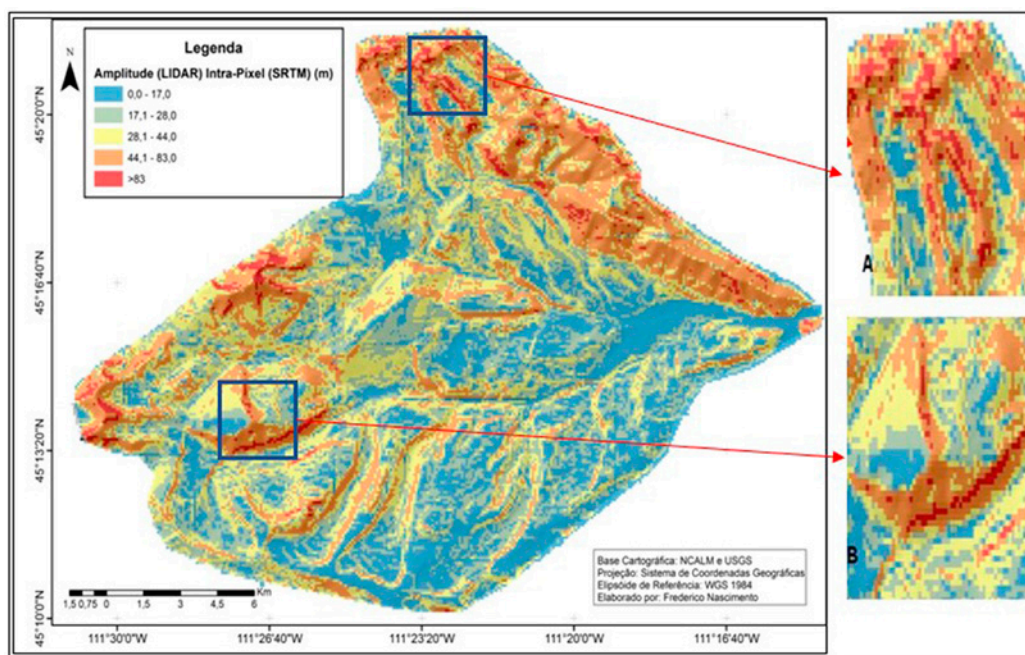 Legenda
Amplitude (LIDAR) Intra-Píxel (SRTM) (m)
0,0 - 17,0
17,1 - 28,0
28,1 - 44,0
44,1 - 83,0
>83
N
45°20'0"N
45°16'40"N
45°13'20"N
45°10'0"N
A
B
Km
1,5 0,75 0 1,5 3 4,5 6
Base Cartográfica: NCALM e USGS
Projeção: Sistema de Coordenadas Geográficas
Elipsóide de Referência: WGS 1984
Elaborado por: Frederico Nascimento
111°30'0"W 111°26'40"W 111°23'20"W 111°20'0"W 111°16'40"W